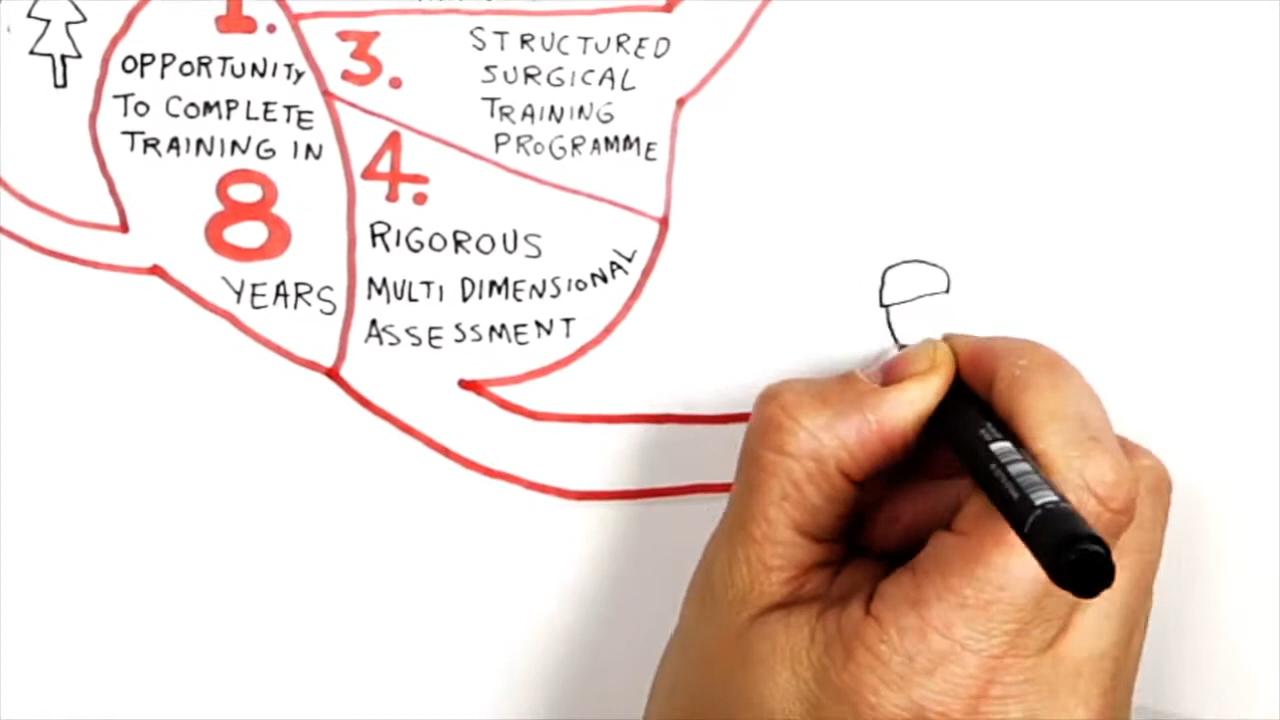 1.
OPPORTUNITY
TO COMPLETE
TRAINING IN
8
YEARS
3.
STRUCTURED
SURGICAL
TRAINING
PROGRAMME
4.
RIGOROUS
MULTI DIMENSIONAL
ASSESSMENT